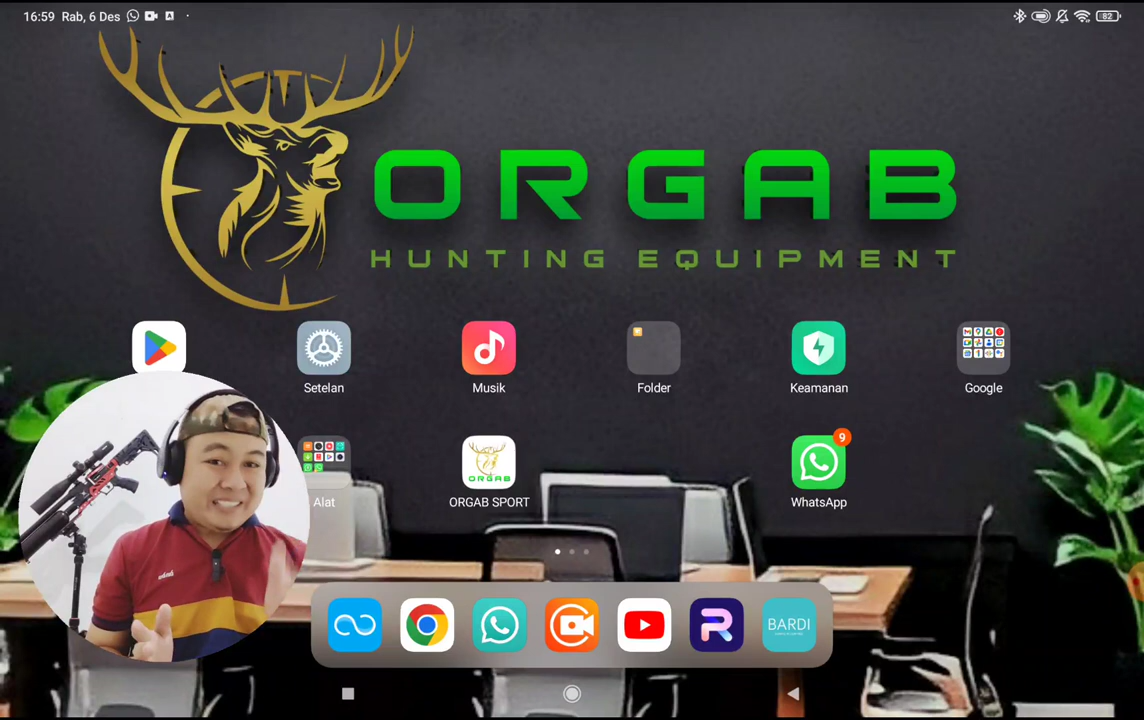 16:59 Rab, 6 Des
82
ORGAB
HUNTING EQUIPMENT
Setelan
Musik
Folder
Keamanan
Google
Alat
ORGAB
ORGAB SPORT
9
WhatsApp
BARDI